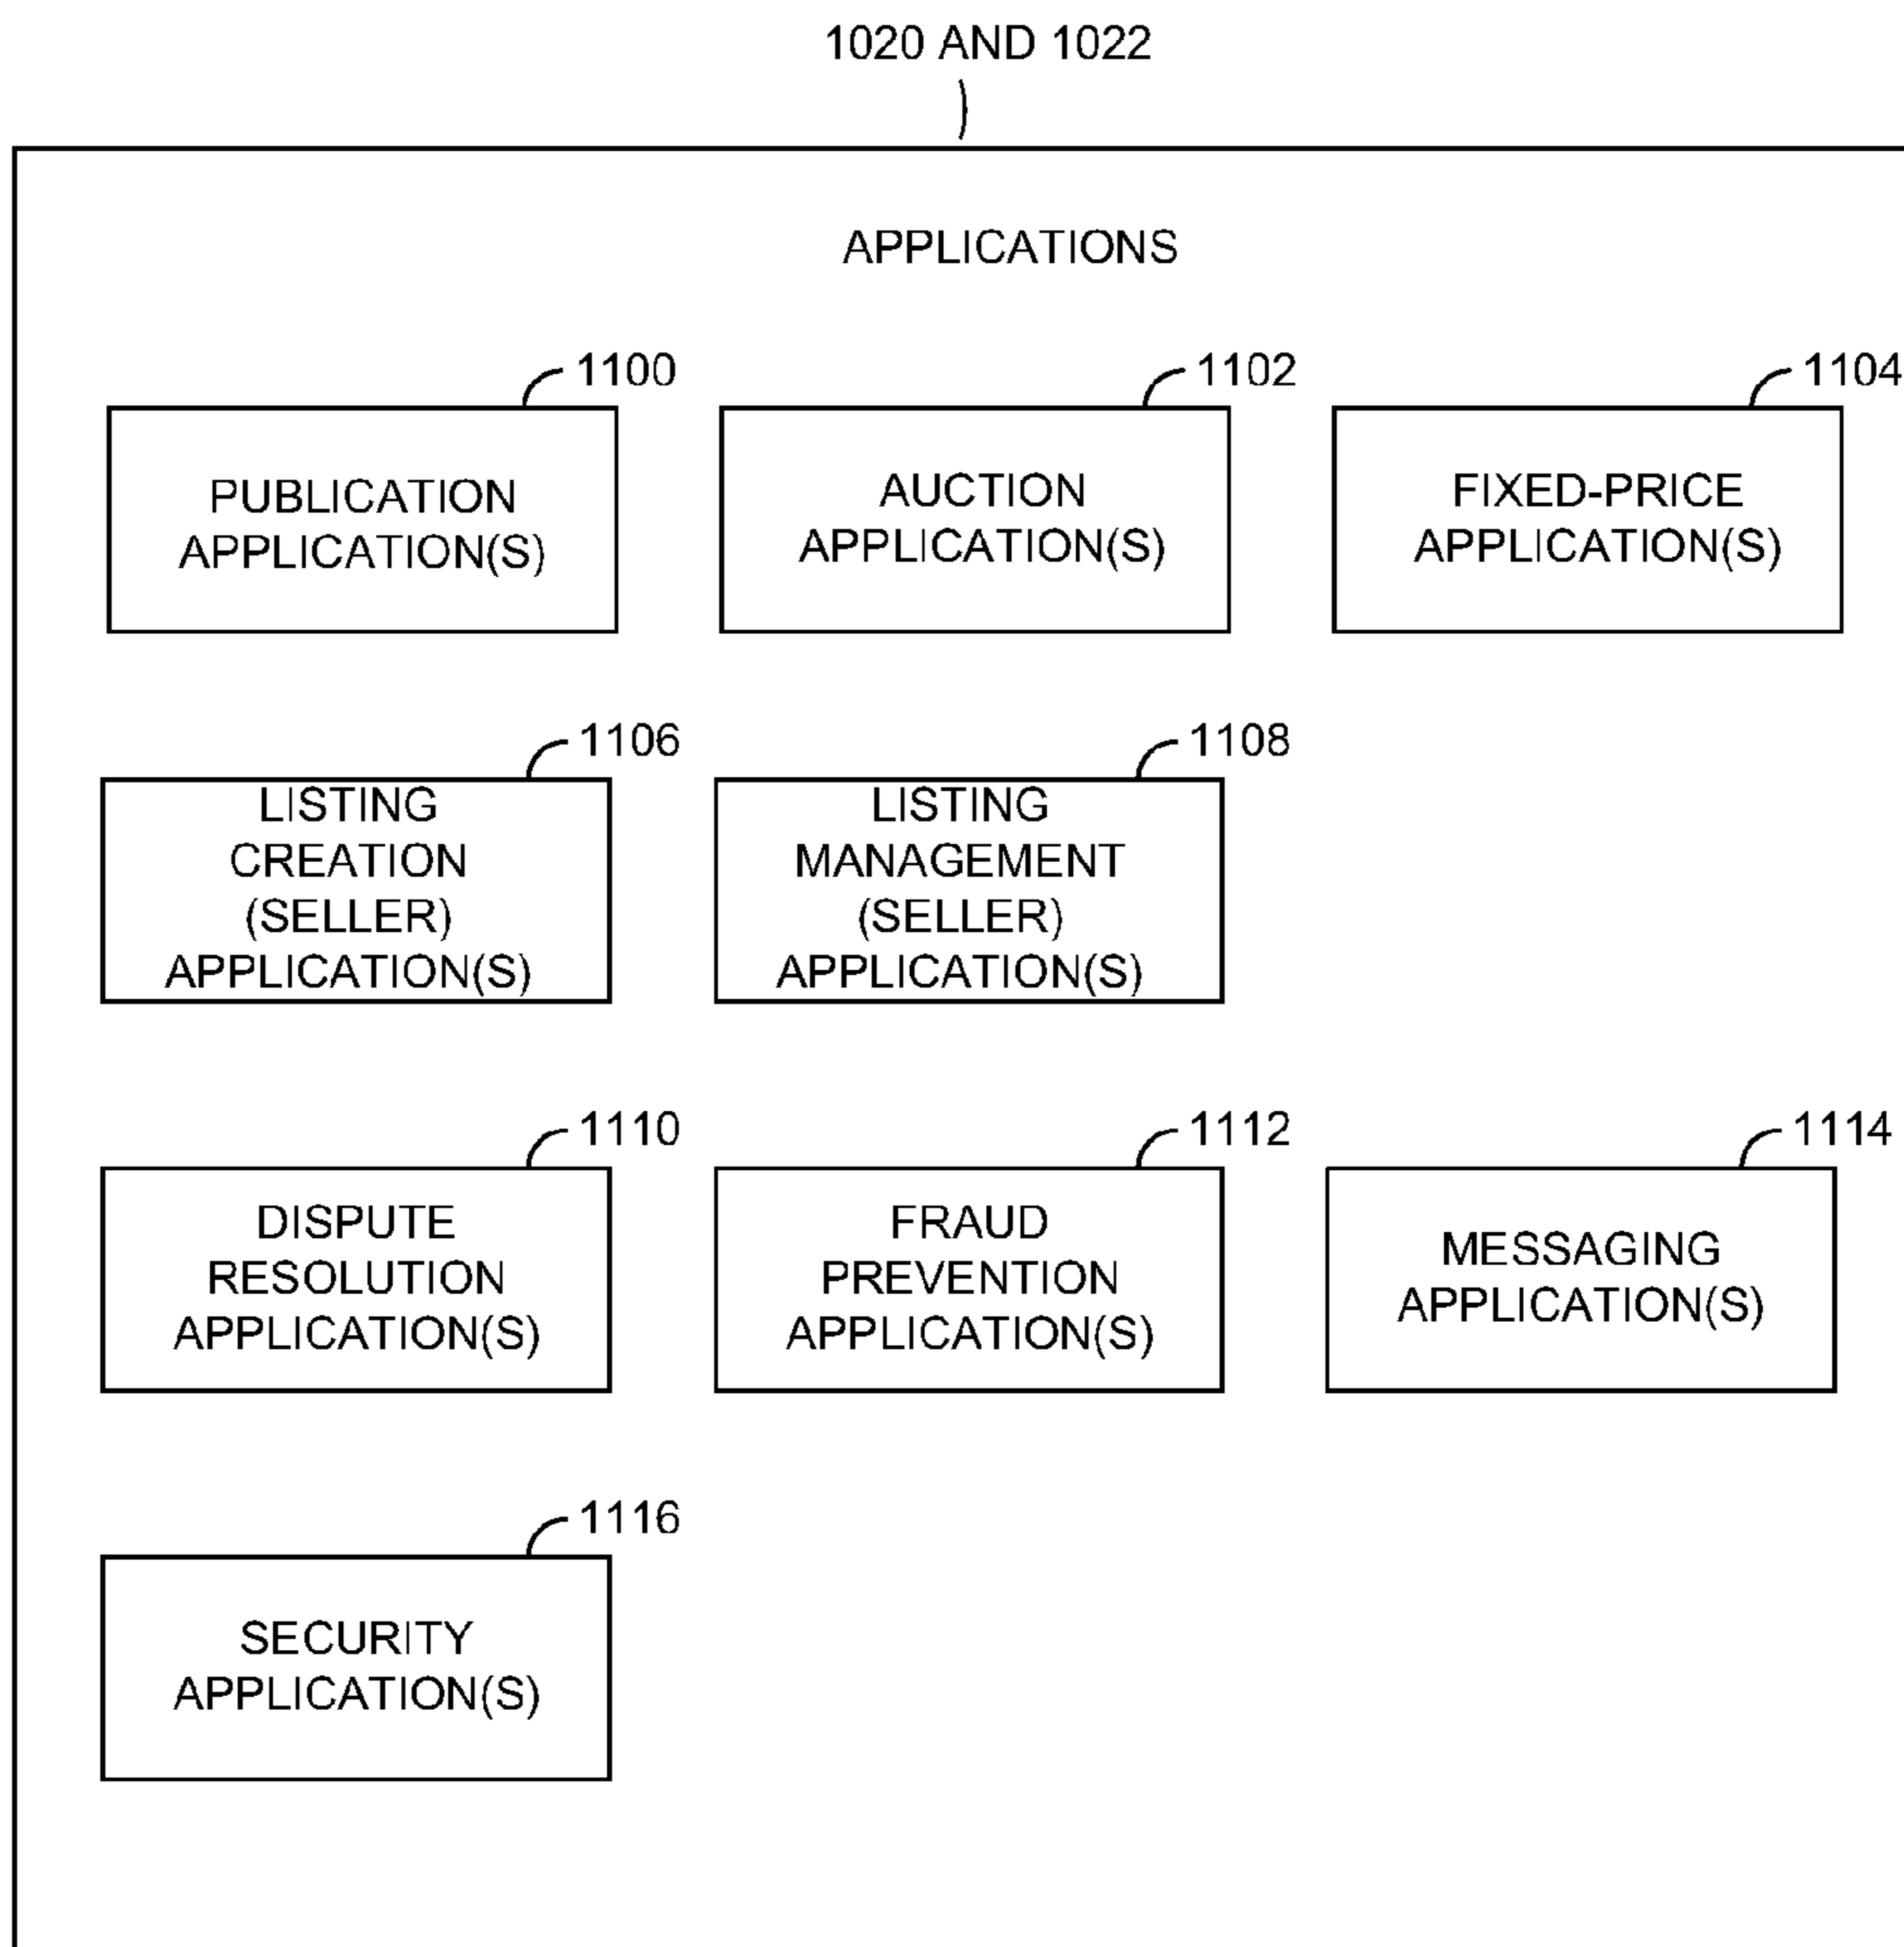 1020 AND 1022
APPLICATIONS
1100
PUBLICATION
APPLICATION(S)
1102
AUCTION
APPLICATION(S)
1104
FIXED-PRICE
APPLICATION(S)
1106
LISTING
CREATION
(SELLER)
APPLICATION(S)
1108
LISTING
MANAGEMENT
(SELLER)
APPLICATION(S)
1110
DISPUTE
RESOLUTION
APPLICATION(S)
1112
FRAUD
PREVENTION
APPLICATION(S)
1114
MESSAGING
APPLICATION(S)
1116
SECURITY
APPLICATION(S)